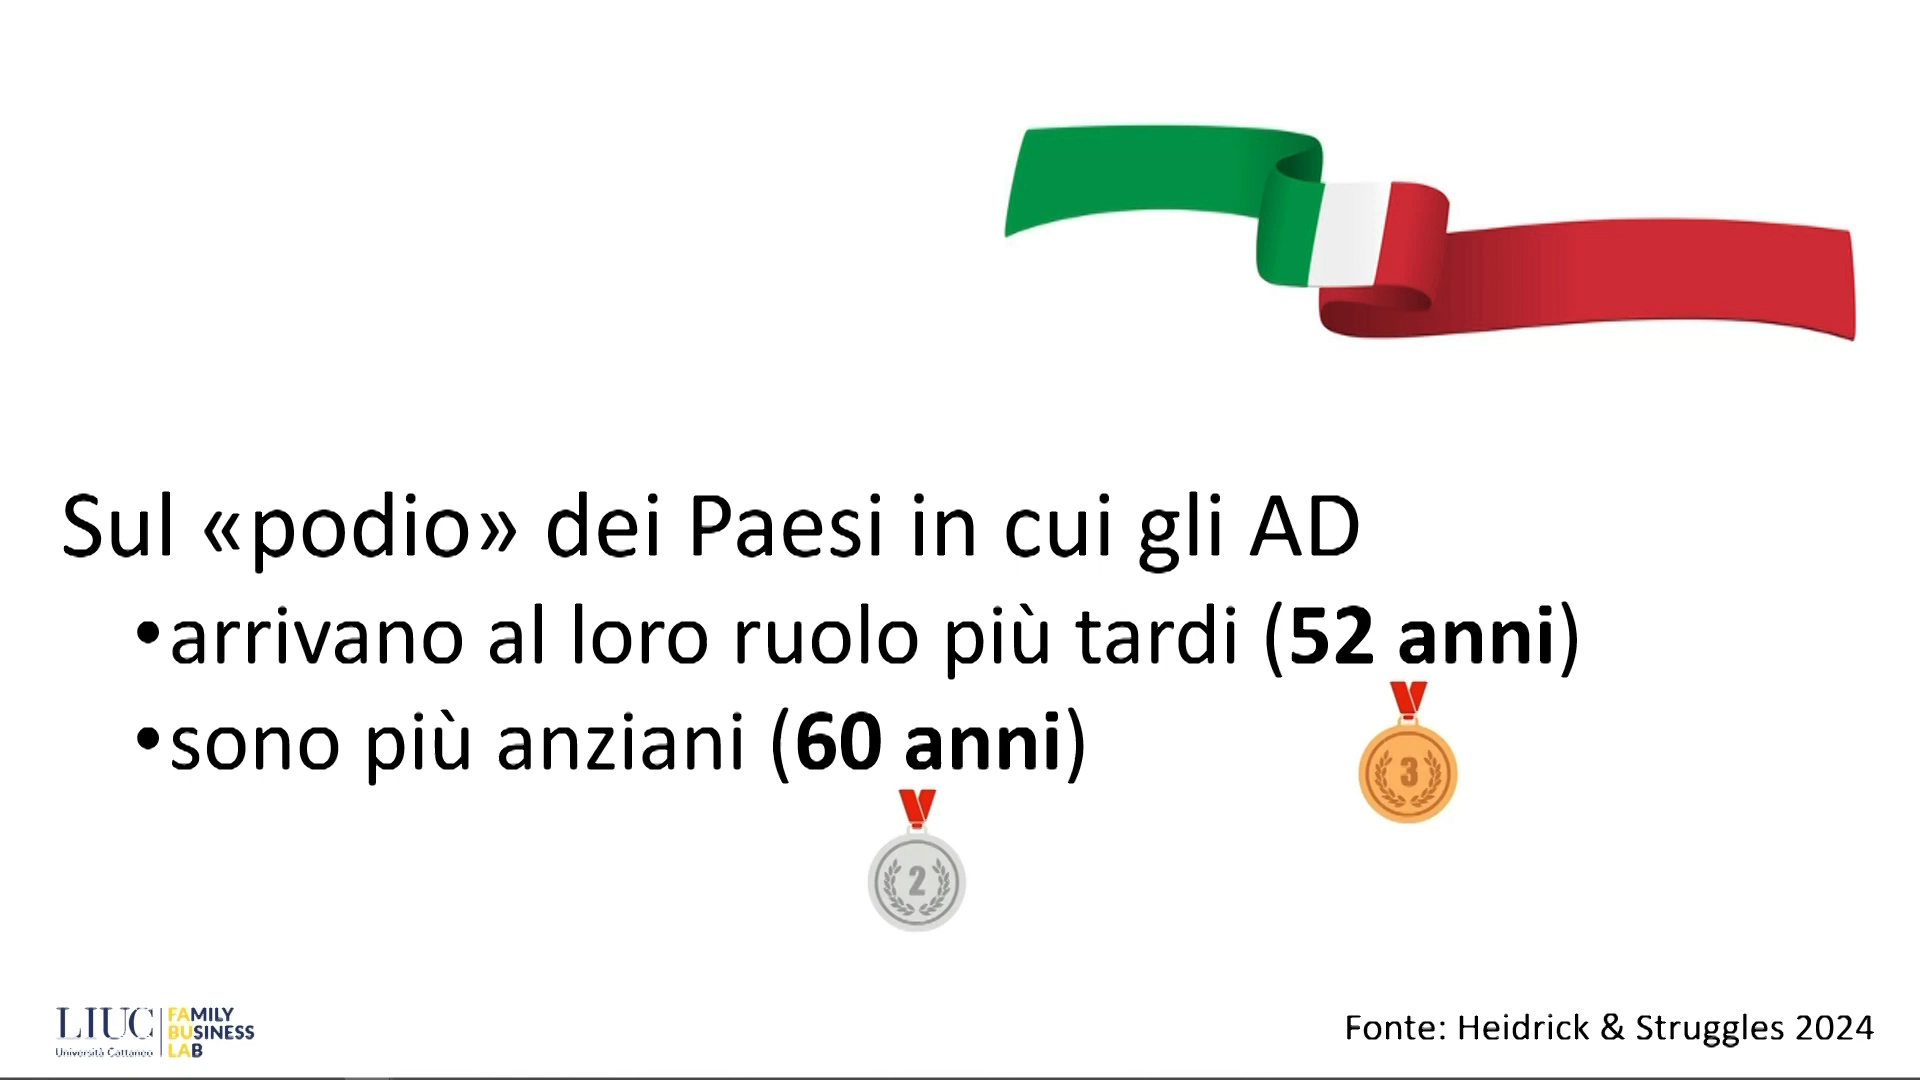 Sul «podio» dei Paesi in cui gli AD
•arrivano al loro ruolo più tardi (52 anni)
•sono più anziani (60 anni)
3
2
LIUC
Università Cattaneo
FAMILY
BUSINESS
LAB
Fonte: Heidrick & Struggles 2024